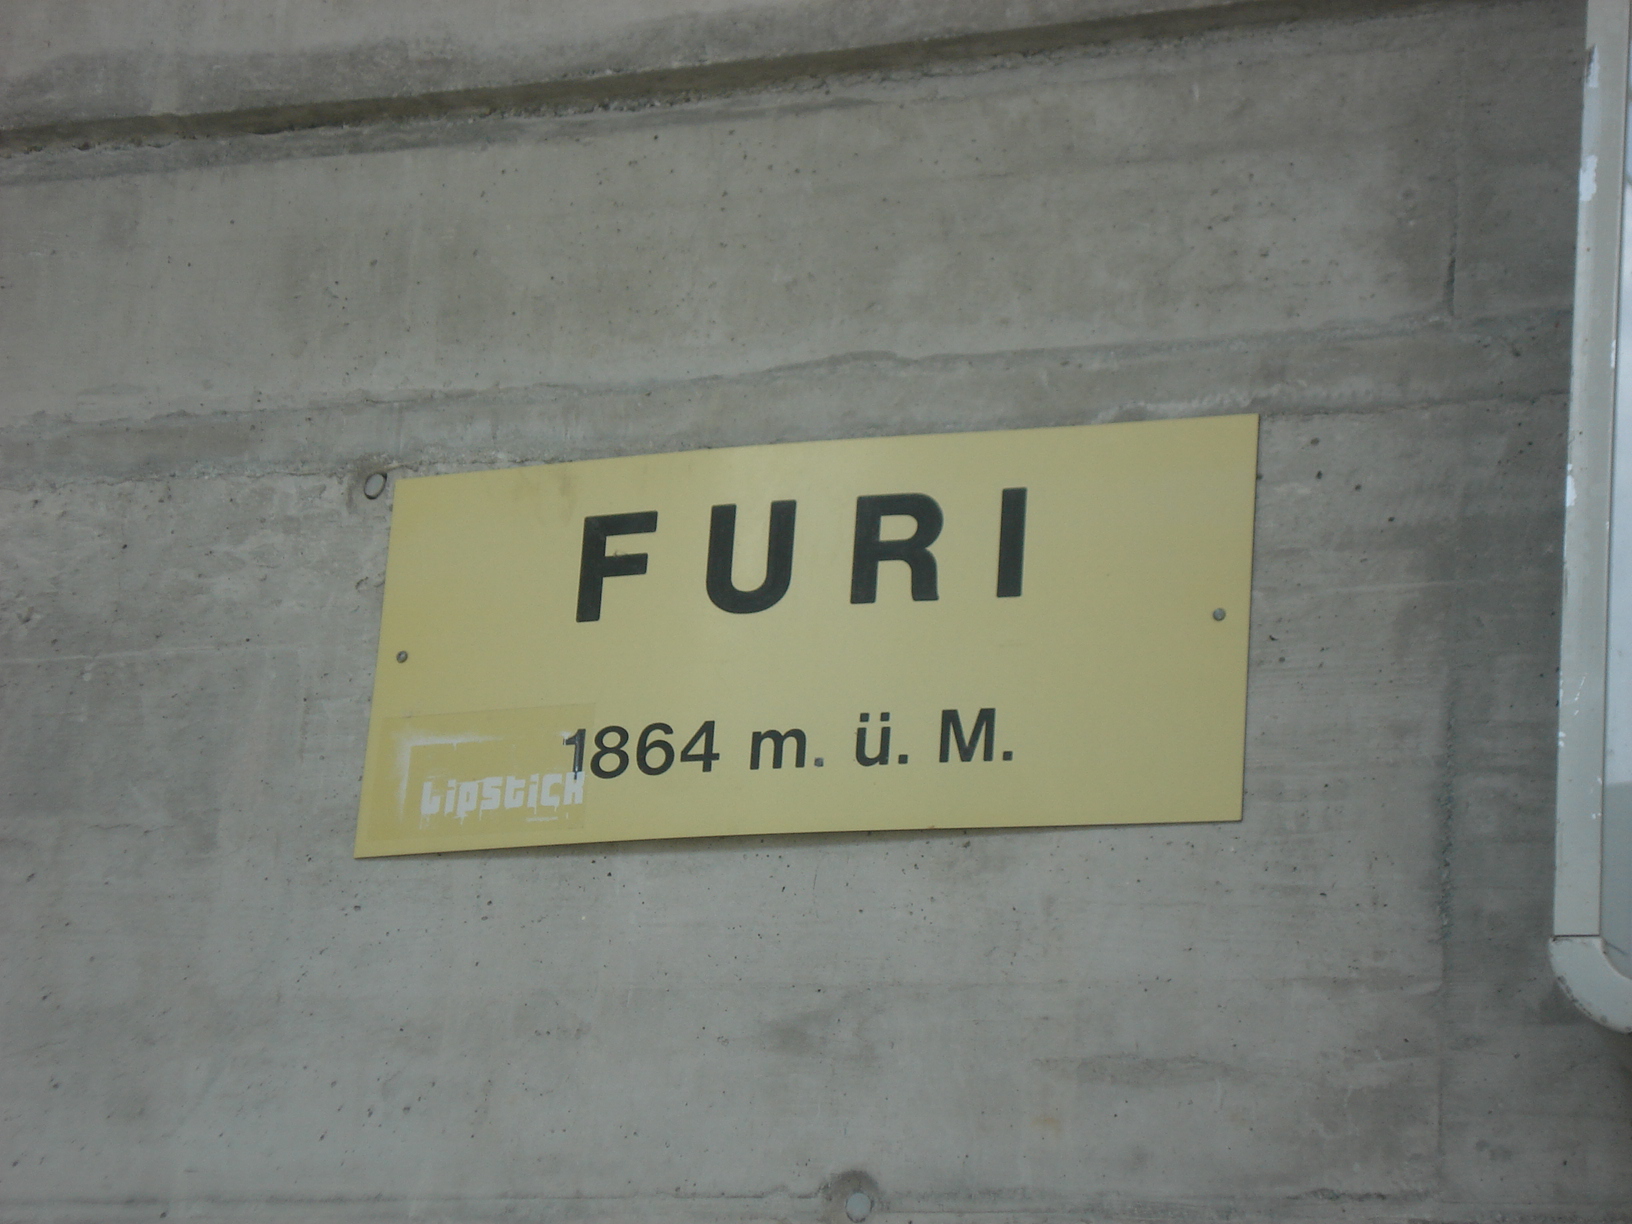 FURI
1864 m. ü. M.
Lipstick